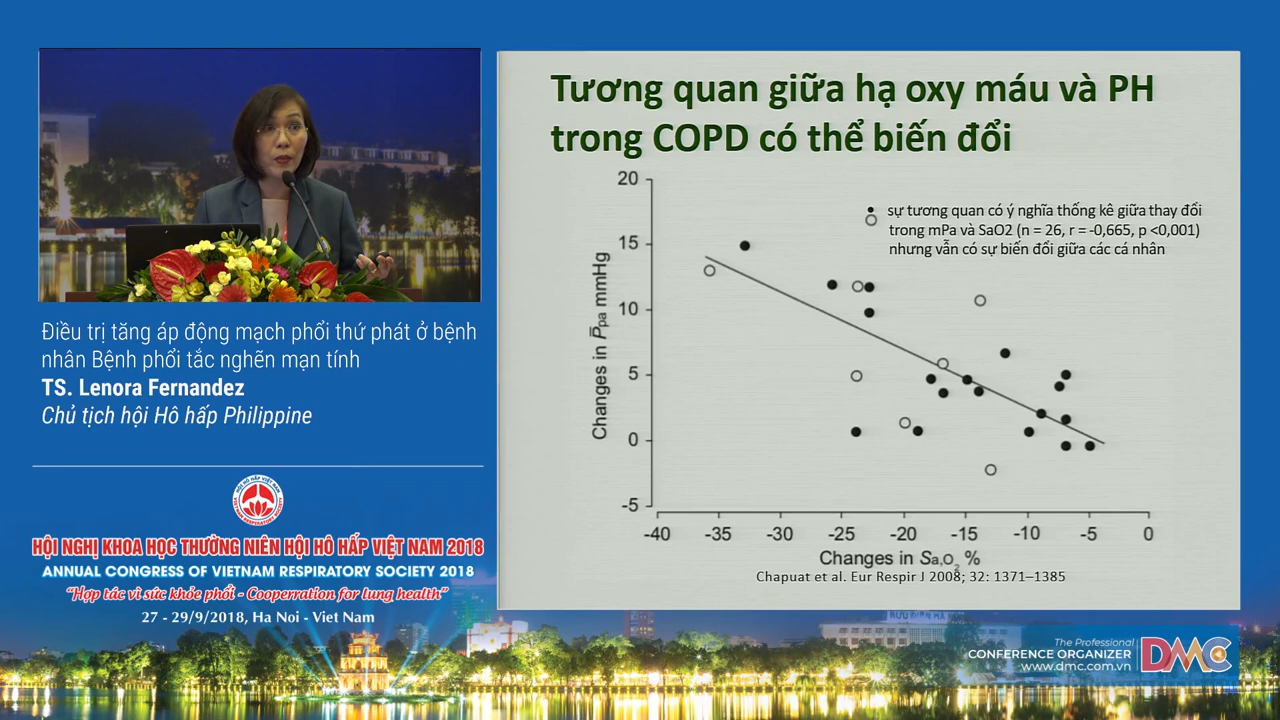 Tương quan giữa hạ oxy máu và PH
trong COPD có thể biến đổi
20
15
10
5
0
-5
Changes in P̅pa mmHg
• sự tương quan có ý nghĩa thống kê giữa thay đổi
trong mPa và SaO2 (n = 26, r = -0,665, p <0,001)
nhưng vẫn có sự biến đổi giữa các cá nhân
-40 -35 -30 -25 -20 -15 -10 -5 0
Changes in Sa,O2 %
Chapuat et al. Eur Respir J 2008; 32: 1371–1385
Điều trị tăng áp động mạch phổi thứ phát ở bệnh
nhân Bệnh phổi tắc nghẽn mạn tính
TS. Lenora Fernandez
Chủ tịch hội Hô hấp Philippine
HỘI NGHỊ KHOA HỌC THƯỜNG NIÊN HỘI HÔ HẤP VIỆT NAM 2018
ANNUAL CONGRESS OF VIETNAM RESPIRATORY SOCIETY 2018
“Hợp tác vì sức khỏe phổi - Cooperration for lung health”
27 - 29/9/2018, Ha Noi - Viet Nam
The Professional
CONFERENCE ORGANIZER
www.dmc.com.vn
DMC